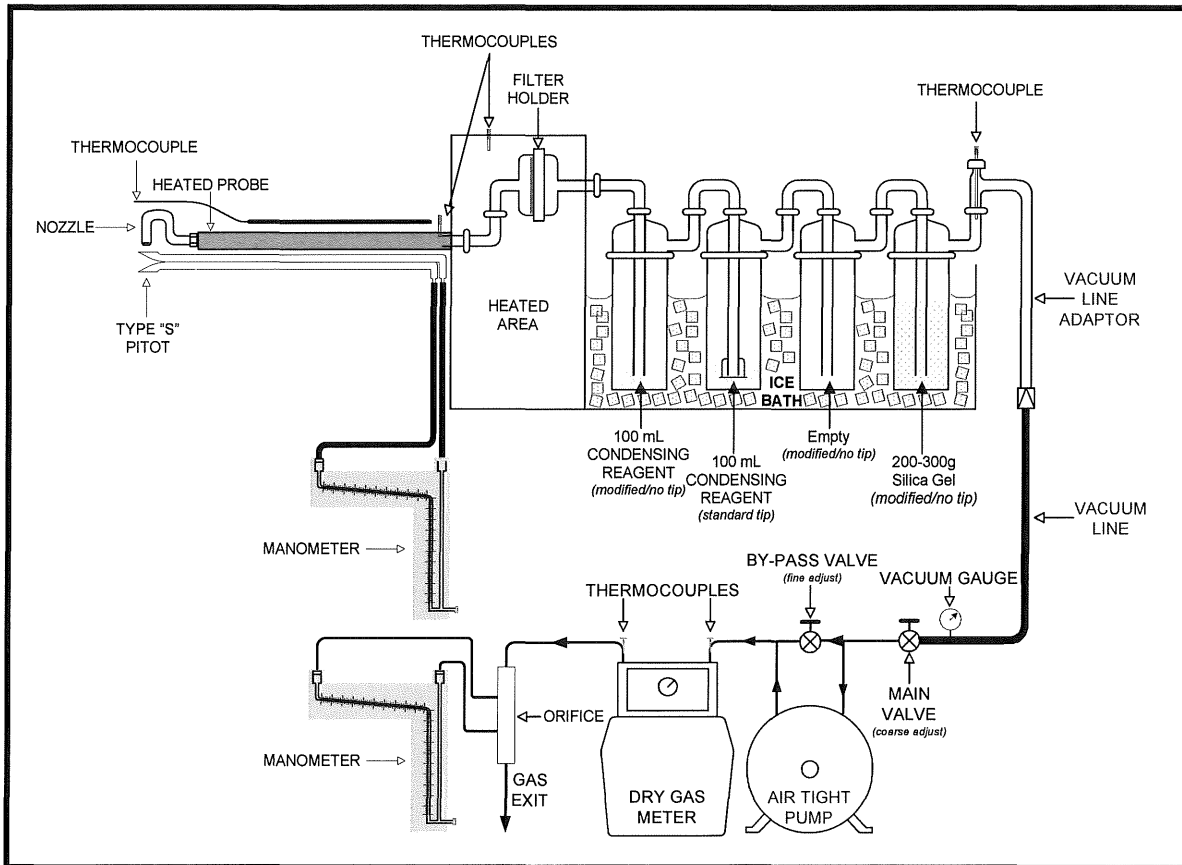 THERMOCOUPLES
FILTER
HOLDER
THERMOCOUPLE
THERMOCOUPLE
HEATED PROBE
NOZZLE
TYPE "S"
PITOT
HEATED
AREA
ICE
BATH
VACUUM
LINE
ADAPTOR
100 mL
CONDENSING
REAGENT
(modified/no tip)
100 mL
CONDENSING
REAGENT
(standard tip)
Empty
(modified/no tip)
200-300g
Silica Gel
(modified/no tip)
VACUUM
LINE
MANOMETER
BY-PASS VALVE
(fine adjust)
VACUUM GAUGE
THERMOCOUPLES
MAIN
VALVE
(coarse adjust)
ORIFICE
MANOMETER
GAS
EXIT
DRY GAS
METER
AIR TIGHT
PUMP